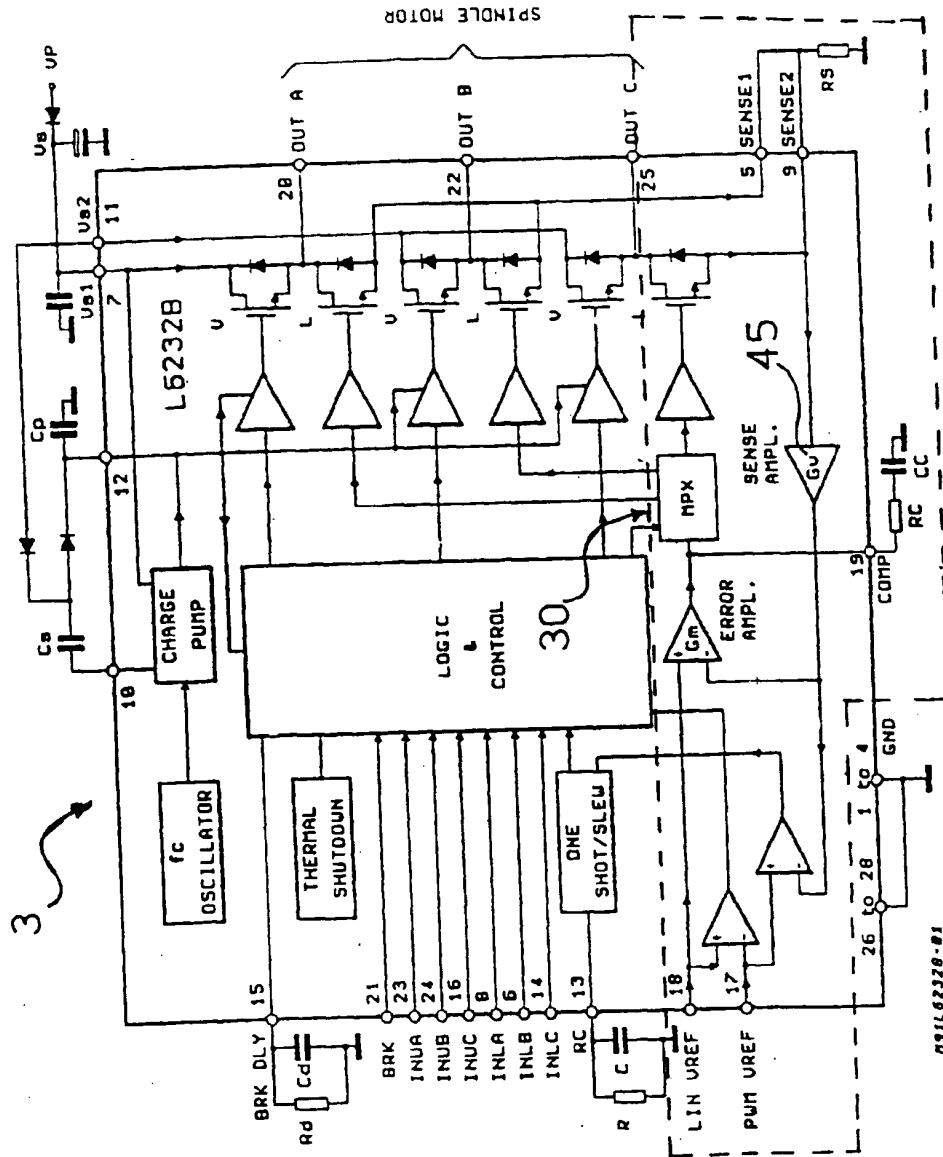 3
Cs
Cp
Vs
VP
10
12
7
Vs1
Vs2
11
L6232B
fc
OSCILLATOR
CHARGE
PUMP
THERMAL
SHUTDOWN
LOGIC
&
CONTROL
ONE
SHOT/SLEW
BRK DLY
15
Rd
Cd
BRK
21
INUA
23
INUB
24
INUC
16
INLA
8
INLB
6
INLC
14
RC
13
R
C
LIN VREF
18
PWM VREF
17
U
L
U
L
U
L
20
OUT A
22
OUT B
25
OUT C
SPINDLE MOTOR
5
SENSE1
9
SENSE2
RS
30
MPX
Gm
ERROR
AMPL.
SENSE
AMPL.
45
Gv
19
COMP
RC
CC
26 to 28
1 to 4
GND
M91L6232B-01